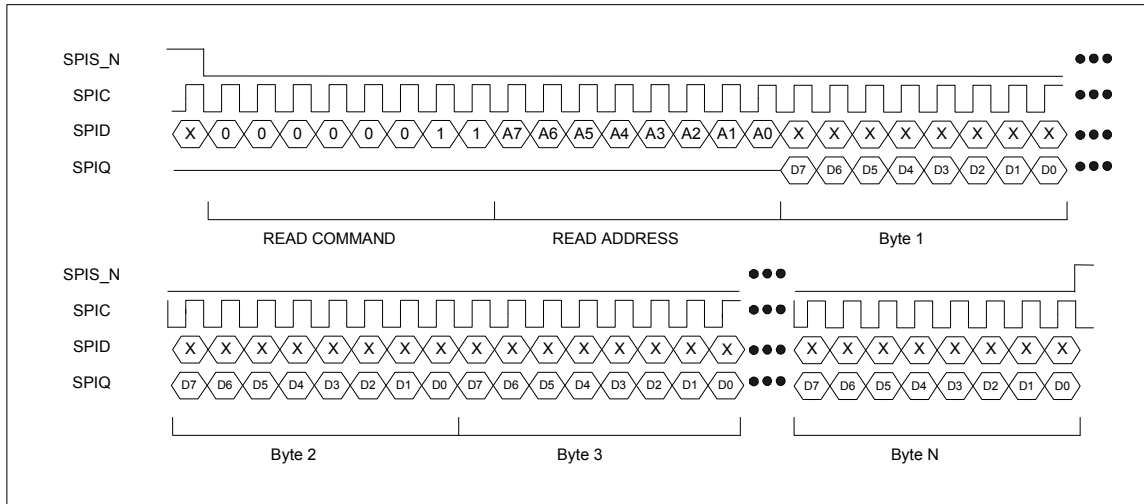 SPIS_N
SPIC
SPID X 0 0 0 0 0 0 1 1 A7 A6 A5 A4 A3 A2 A1 A0 X X X X X X X X
SPIQ D7 D6 D5 D4 D3 D2 D1 D0
READ COMMAND READ ADDRESS Byte 1
SPIS_N
SPIC
SPID X X X X X X X X X X X X X X X X X X X X X X X X
SPIQ D7 D6 D5 D4 D3 D2 D1 D0 D7 D6 D5 D4 D3 D2 D1 D0 D7 D6 D5 D4 D3 D2 D1 D0
Byte 2 Byte 3 Byte N